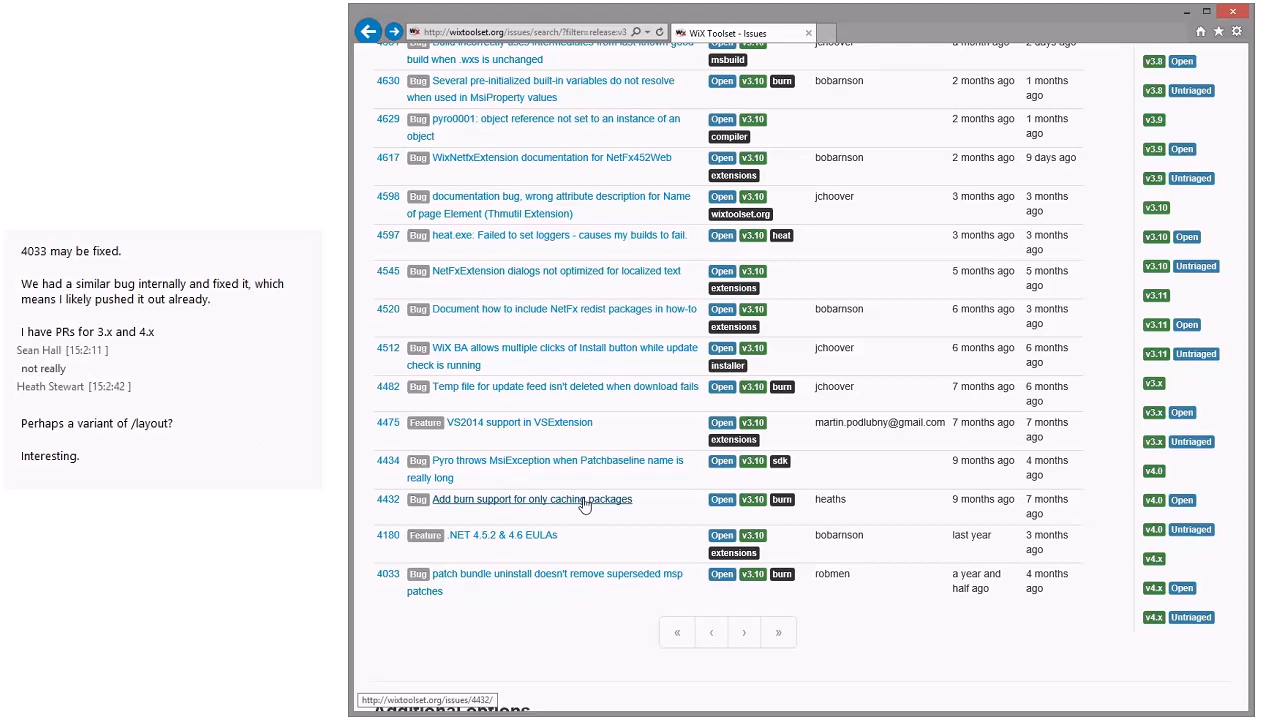 4033 may be fixed.
We had a similar bug internally and fixed it, which
means I likely pushed it out already.
I have PRs for 3.x and 4.x
Sean Hall [15:2:11 ]
not really
Heath Stewart [15:2:42 ]
Perhaps a variant of /layout?
Interesting.
http://wixtoolset.org/issues/search/?filter=release:v3
WiX Toolset - Issues
build when .wxs is unchanged
msbuild
4630 Bug Several pre-initialized built-in variables do not resolve Open v3.10 burn bobarnson 2 months ago 1 months
when used in MsiProperty values ago
4629 Bug pyro0001: object reference not set to an instance of an Open v3.10 2 months ago 1 months
object compiler ago
4617 Bug WixNetfxExtension documentation for NetFx452Web Open v3.10 bobarnson 2 months ago 9 days ago
extensions
4598 Bug documentation bug, wrong attribute description for Name Open v3.10 jchoover 3 months ago 3 months
of page Element (Thmutil Extension) wixtoolset.org ago
4597 Bug heat.exe: Failed to set loggers - causes my builds to fail. Open v3.10 heat 3 months ago 3 months
ago
4545 Bug NetFxExtension dialogs not optimized for localized text Open v3.10 5 months ago 5 months
extensions ago
4520 Bug Document how to include NetFx redist packages in how-to Open v3.10 bobarnson 6 months ago 3 months
extensions ago
4512 Bug WiX BA allows multiple clicks of Install button while update Open v3.10 jchoover 6 months ago 6 months
check is running installer ago
4482 Bug Temp file for update feed isn't deleted when download fails Open v3.10 burn jchoover 7 months ago 6 months
ago
4475 Feature VS2014 support in VSExtension Open v3.10 martin.podlubny@gmail.com 7 months ago 7 months
extensions ago
4434 Bug Pyro throws MsiException when Patchbaseline name is Open v3.10 sdk 9 months ago 4 months
really long ago
4432 Bug Add burn support for only caching packages Open v3.10 burn heaths 9 months ago 7 months
ago
4180 Feature .NET 4.5.2 & 4.6 EULAs Open v3.10 bobarnson last year 3 months
extensions ago
4033 Bug patch bundle uninstall doesn't remove superseded msp Open v3.10 burn robmen a year and 4 months
patches half ago ago
« ‹ › »
v3.8 Open
v3.8 Untriaged
v3.9
v3.9 Open
v3.9 Untriaged
v3.10
v3.10 Open
v3.10 Untriaged
v3.11
v3.11 Open
v3.11 Untriaged
v3.x
v3.x Open
v3.x Untriaged
v4.0
v4.0 Open
v4.0 Untriaged
v4.x
v4.x Open
v4.x Untriaged
http://wixtoolset.org/issues/4432/
Additional options